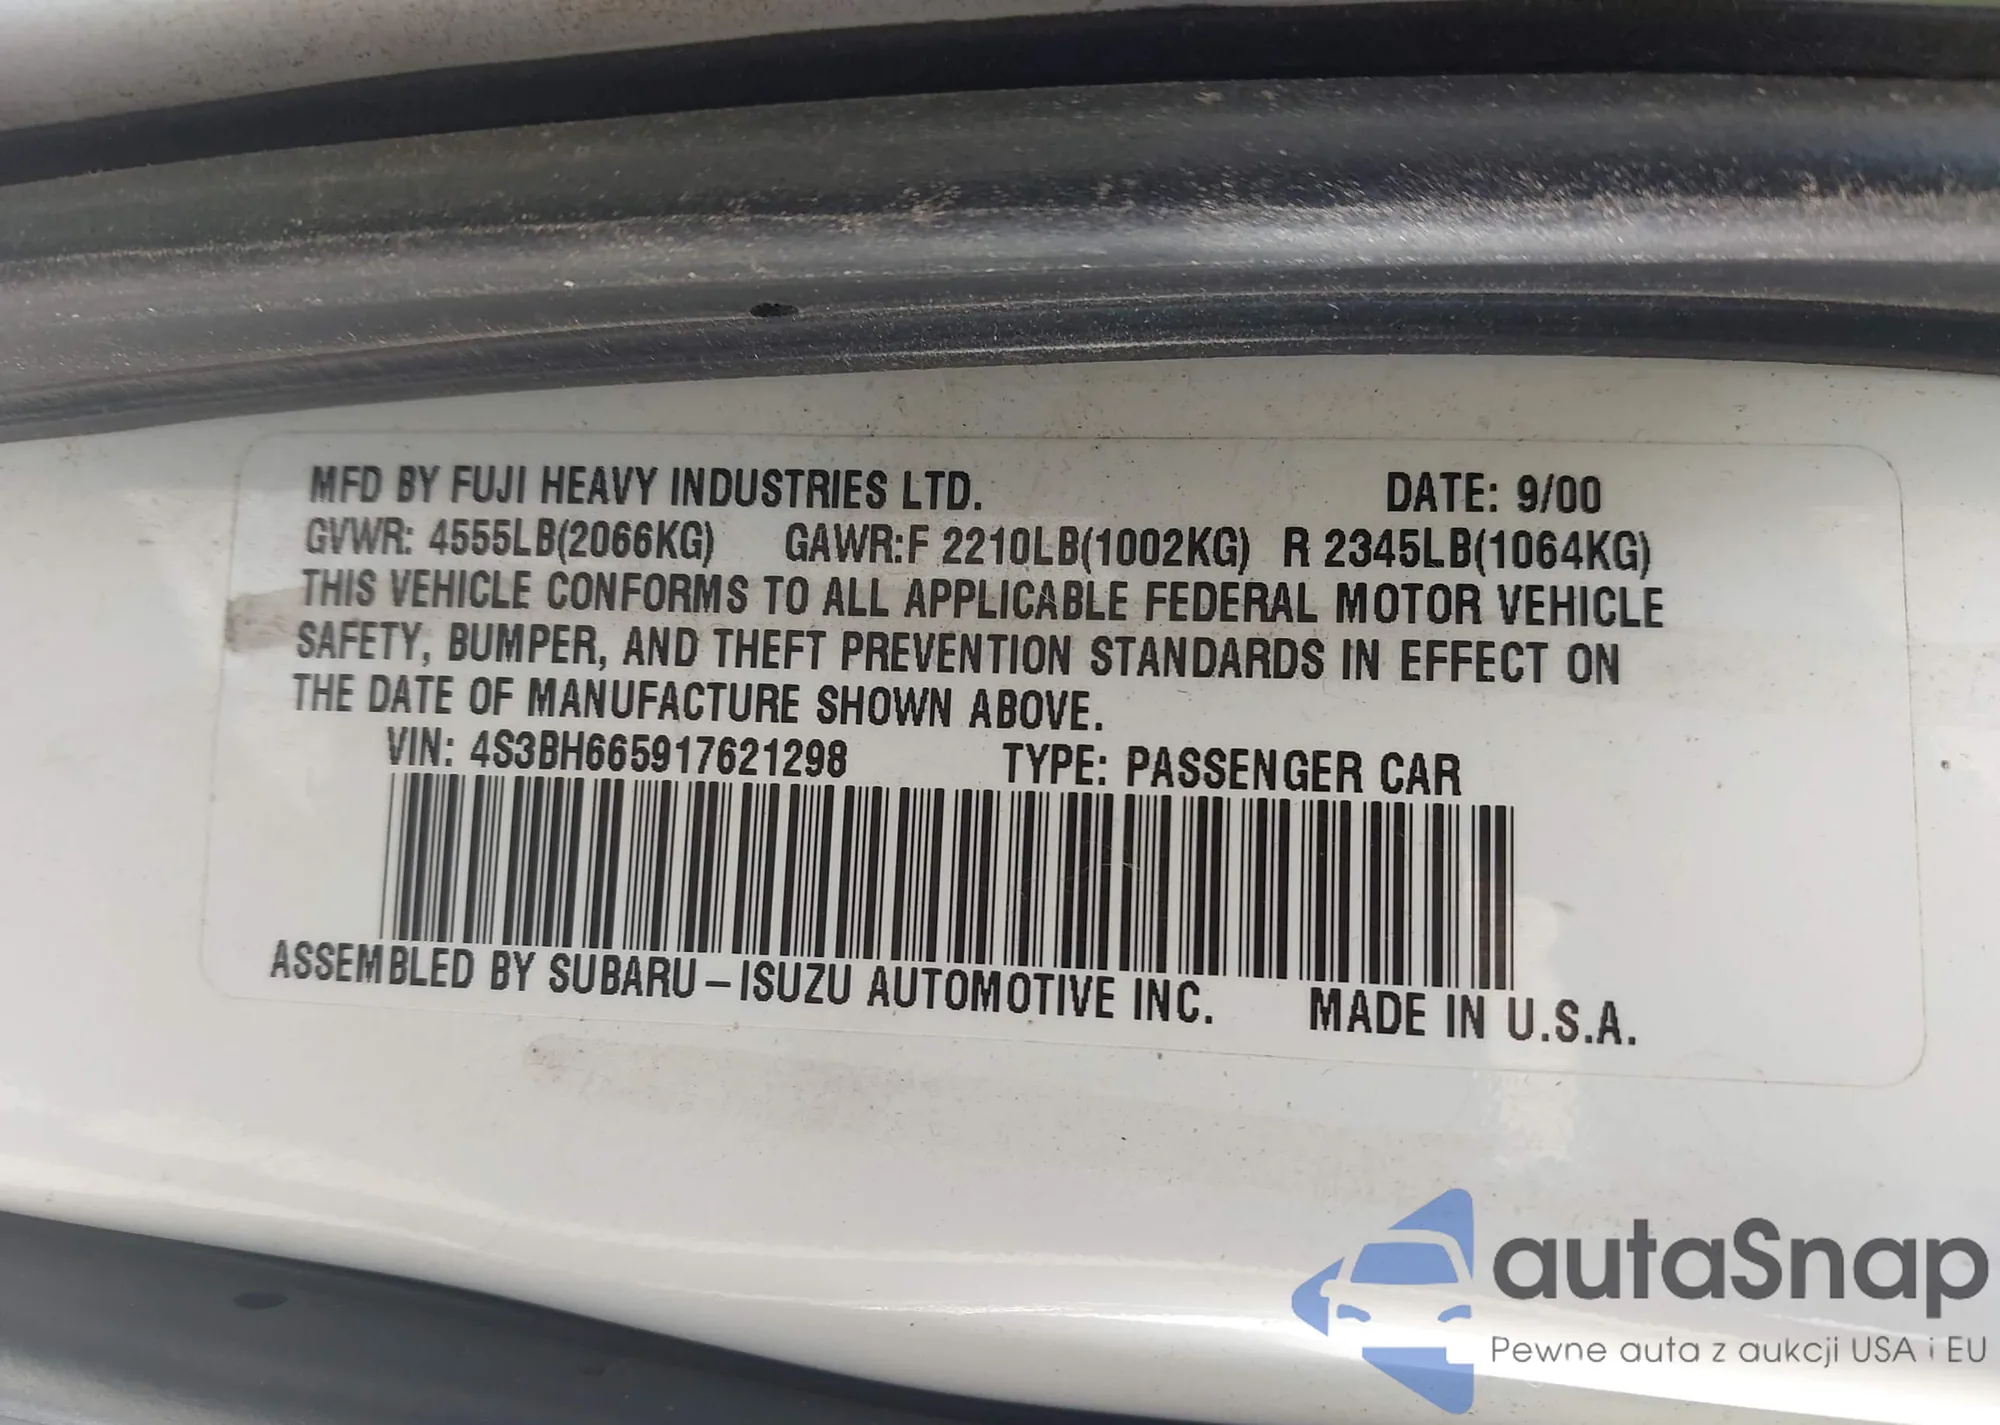 MFD BY FUJI HEAVY INDUSTRIES LTD. DATE: 9/00
GVWR: 4555LB(2066KG) GAWR:F 2210LB(1002KG) R 2345LB(1064KG)
THIS VEHICLE CONFORMS TO ALL APPLICABLE FEDERAL MOTOR VEHICLE
SAFETY, BUMPER, AND THEFT PREVENTION STANDARDS IN EFFECT ON
THE DATE OF MANUFACTURE SHOWN ABOVE.
VIN: 4S3BH665917621298 TYPE: PASSENGER CAR
ASSEMBLED BY SUBARU-ISUZU AUTOMOTIVE INC. MADE IN U.S.A.
autaSnap
Pewne auta z aukcji USA i EU